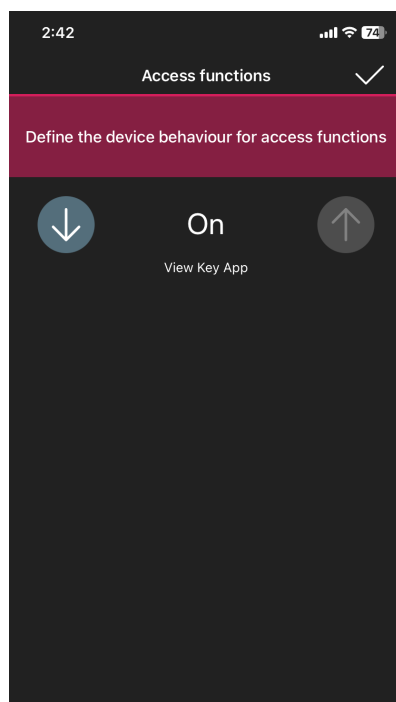 2:42
74
Access functions
Define the device behaviour for access functions
On
View Key App